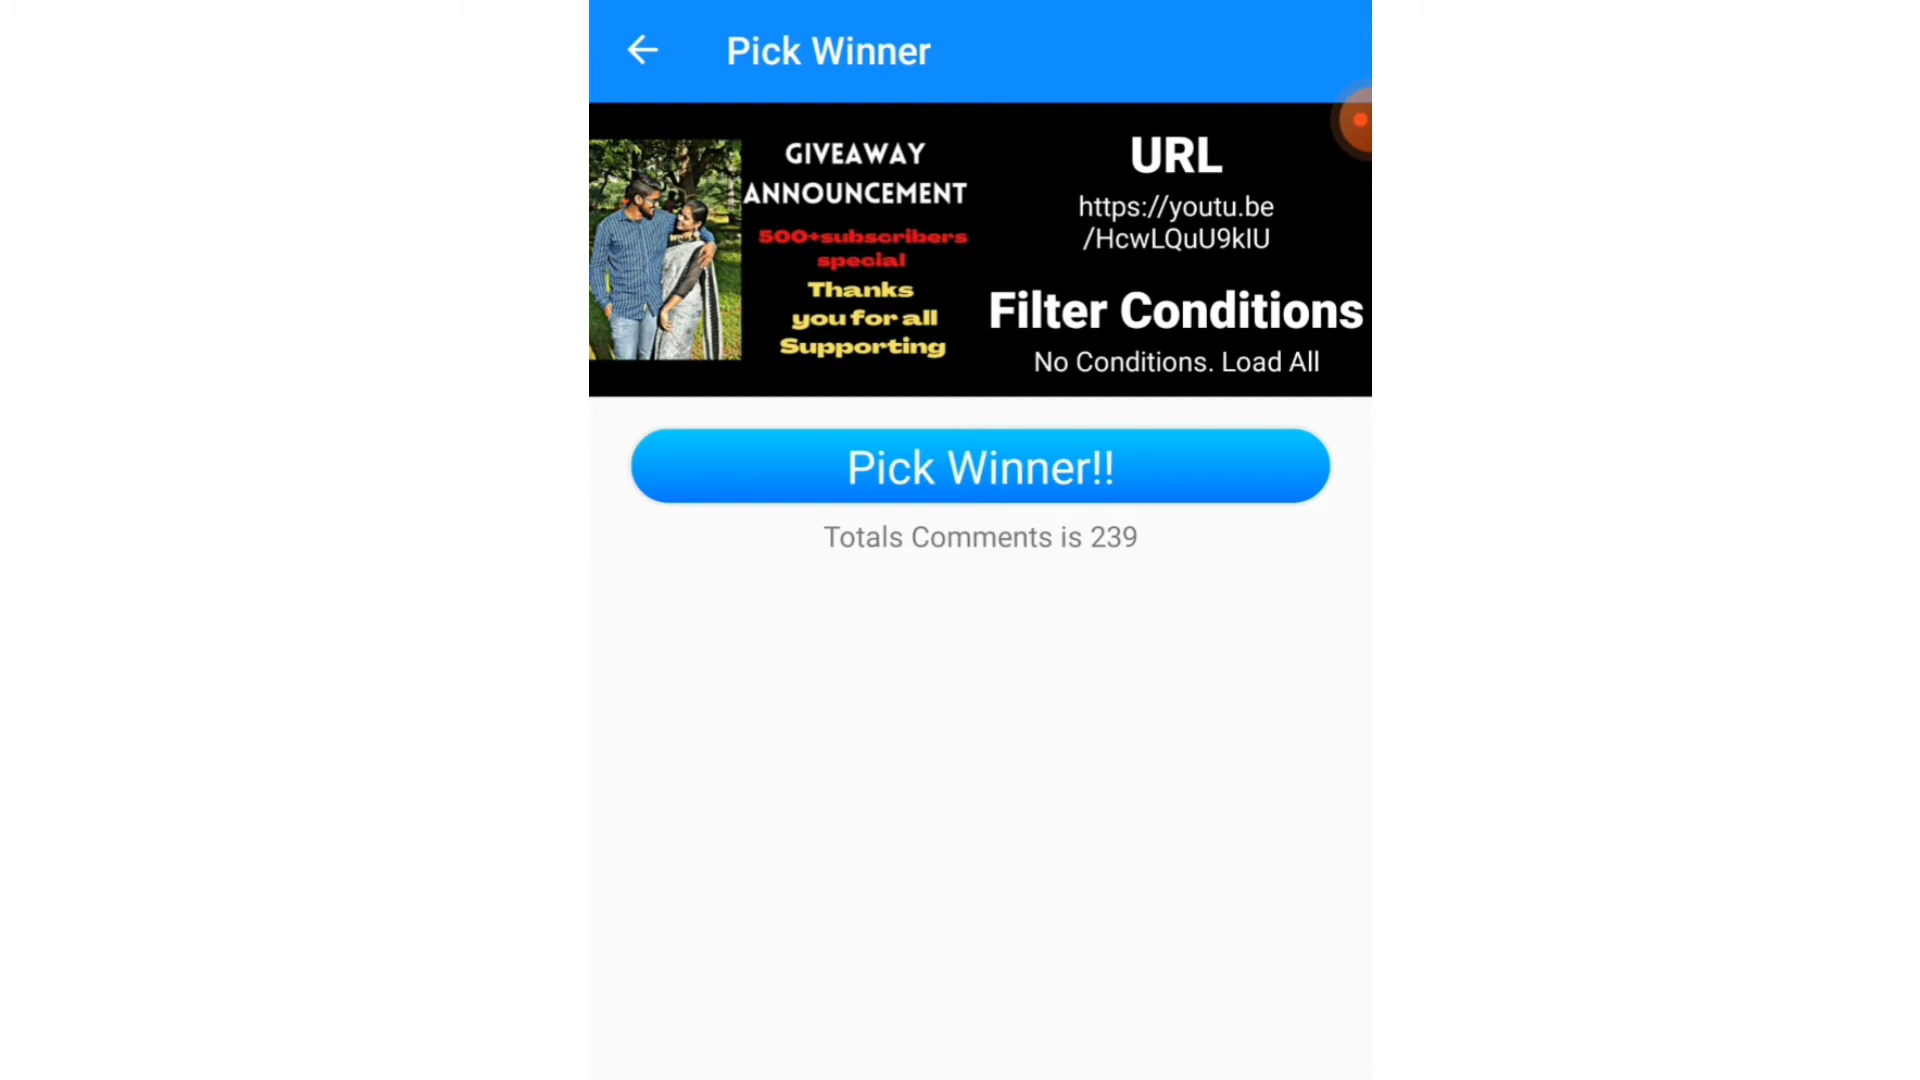 Pick Winner
GIVEAWAY
ANNOUNCEMENT
500+subscribers
special
Thanks
you for all
Supporting
URL
https://youtu.be
/HcwLQuU9kIU
Filter Conditions
No Conditions. Load All
Pick Winner!!
Totals Comments is 239